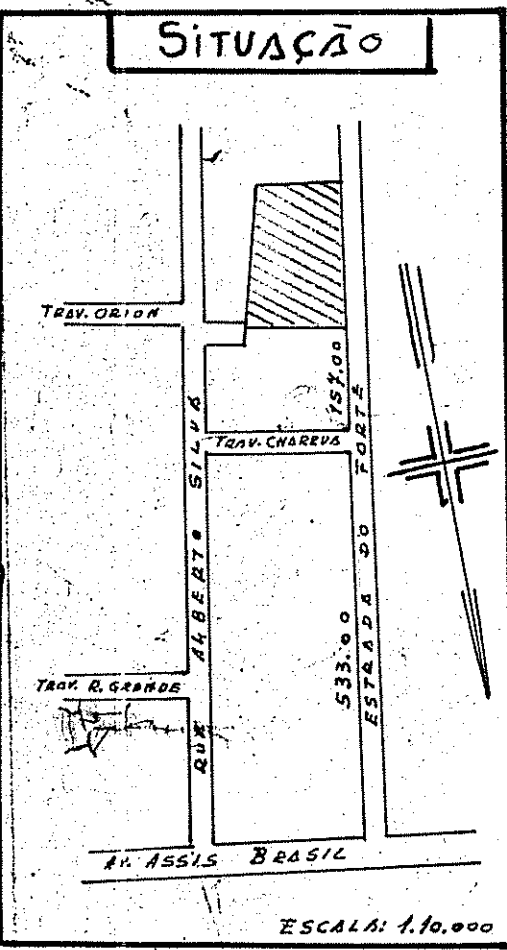 SITUAÇÃO
TRAV. ORION
157,00
TRAV. CHARRUA
RUA ALBERTO SILVA
533.00
ESTRADA DO FORTE
TRAV. R. GRANDE
AV. ASSIS BRASIL
ESCALA: 1.10.000